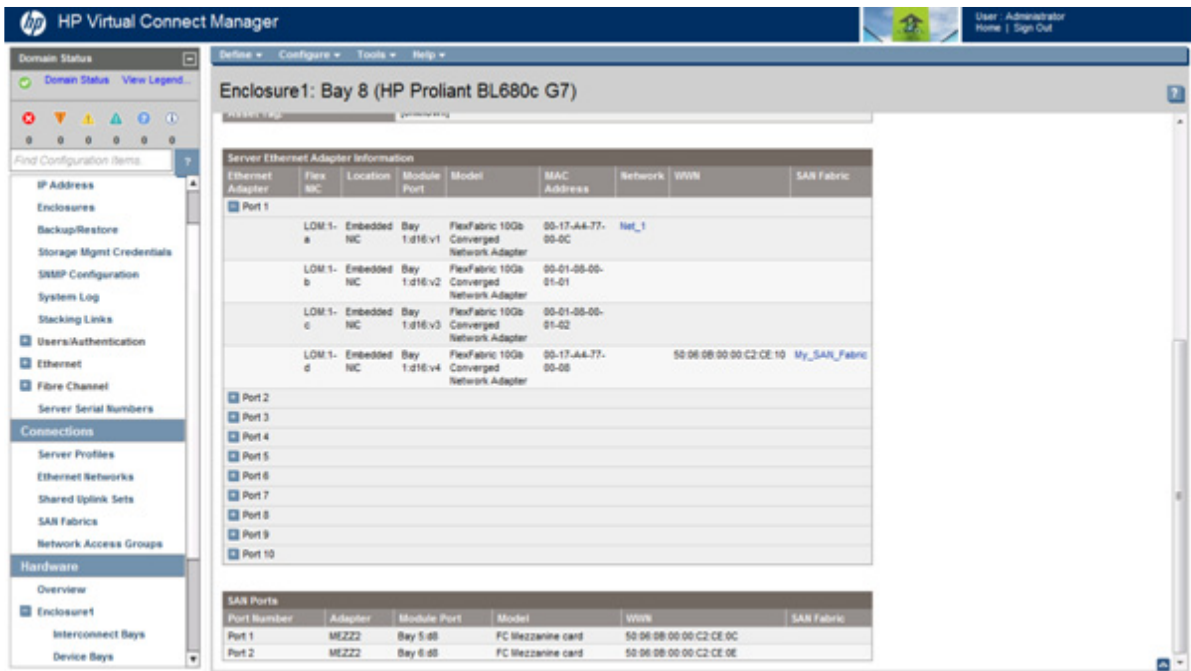 HP Virtual Connect Manager
User : Administrator
Home | Sign Out
Domain Status
Domain Status View Legend...
0 0 0 0 0 0
Find Configuration Items.
IP Address
Enclosures
Backup/Restore
Storage Mgmt Credentials
SNMP Configuration
System Log
Stacking Links
Users/Authentication
Ethernet
Fibre Channel
Server Serial Numbers
Connections
Server Profiles
Ethernet Networks
Shared Uplink Sets
SAN Fabrics
Network Access Groups
Hardware
Overview
Enclosure1
Interconnect Bays
Device Bays
Define Configure Tools Help
Enclosure1: Bay 8 (HP Proliant BL680c G7)
?
Asset Tag: [unknown]
Server Ethernet Adapter Information
Ethernet Adapter Flex NIC Location Module Port Model MAC Address Network WWN SAN Fabric
Port 1
LOM:1-a Embedded NIC Bay 1:d16:v1 FlexFabric 10Gb Converged Network Adapter 00-17-A4-77-00-0C Net_1
LOM:1-b Embedded NIC Bay 1:d16:v2 FlexFabric 10Gb Converged Network Adapter 00-01-08-00-01-01
LOM:1-c Embedded NIC Bay 1:d16:v3 FlexFabric 10Gb Converged Network Adapter 00-01-08-00-01-02
LOM:1-d Embedded NIC Bay 1:d16:v4 FlexFabric 10Gb Converged Network Adapter 00-17-A4-77-00-08 50:06:0B:00:00:C2:CE:10 My_SAN_Fabric
Port 2
Port 3
Port 4
Port 5
Port 6
Port 7
Port 8
Port 9
Port 10
SAN Ports
Port Number Adapter Module Port Model WWN SAN Fabric
Port 1 MEZZ2 Bay 5:d8 FC Mezzanine card 50:06:0B:00:00:C2:CE:0C
Port 2 MEZZ2 Bay 6:d8 FC Mezzanine card 50:06:0B:00:00:C2:CE:0E